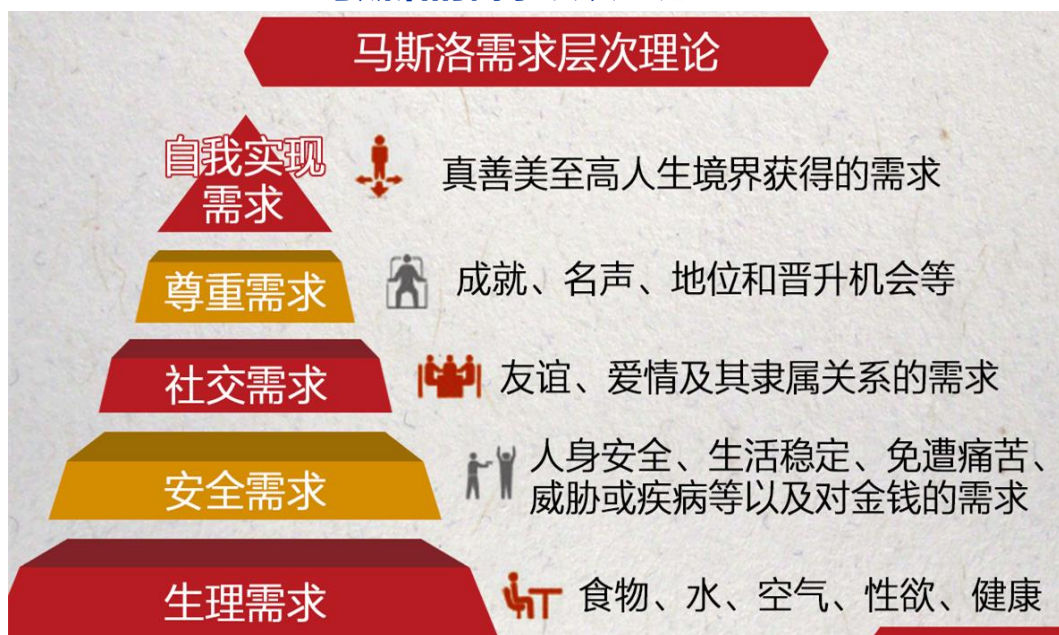 马斯洛需求层次理论
自我实现
需求
真善美至高人生境界获得的需求
尊重需求
成就、名声、地位和晋升机会等
社交需求
友谊、爱情及其隶属关系的需求
安全需求
人身安全、生活稳定、免遭痛苦、
威胁或疾病等以及对金钱的需求
生理需求
食物、水、空气、性欲、健康